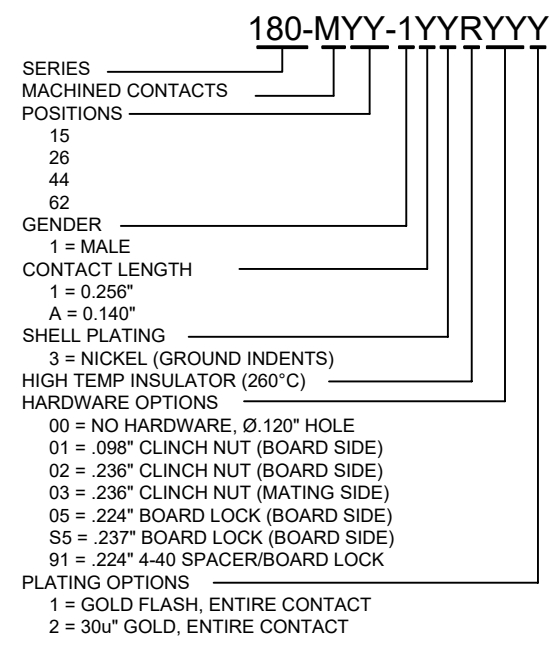 180-MYY-1YYRYYY
SERIES
MACHINED CONTACTS
POSITIONS
15
26
44
62
GENDER
1 = MALE
CONTACT LENGTH
1 = 0.256"
A = 0.140"
SHELL PLATING
3 = NICKEL (GROUND INDENTS)
HIGH TEMP INSULATOR (260°C)
HARDWARE OPTIONS
00 = NO HARDWARE, Ø.120" HOLE
01 = .098" CLINCH NUT (BOARD SIDE)
02 = .236" CLINCH NUT (BOARD SIDE)
03 = .236" CLINCH NUT (MATING SIDE)
05 = .224" BOARD LOCK (BOARD SIDE)
S5 = .237" BOARD LOCK (BOARD SIDE)
91 = .224" 4-40 SPACER/BOARD LOCK
PLATING OPTIONS
1 = GOLD FLASH, ENTIRE CONTACT
2 = 30u" GOLD, ENTIRE CONTACT